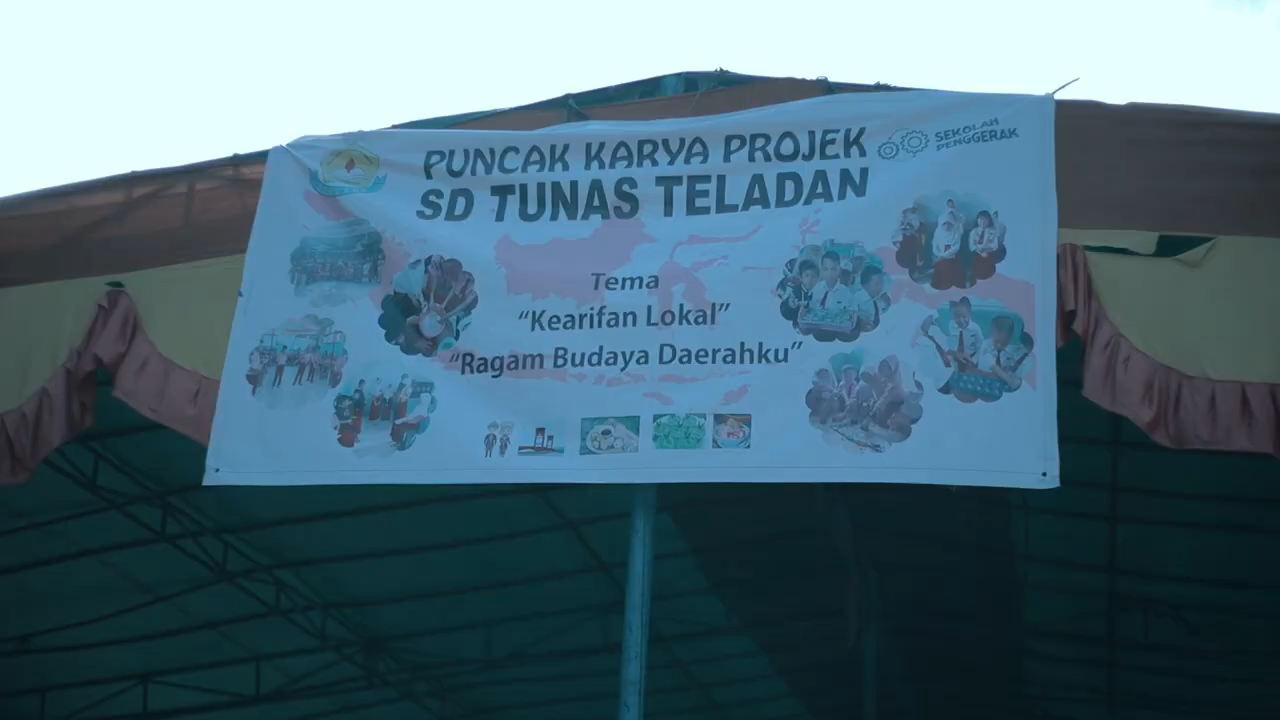 PUNCAK KARYA PROJEK
SD TUNAS TELADAN
SEKOLAH
PENGGERAK
Tema
“Kearifan Lokal”
“Ragam Budaya Daerahku”